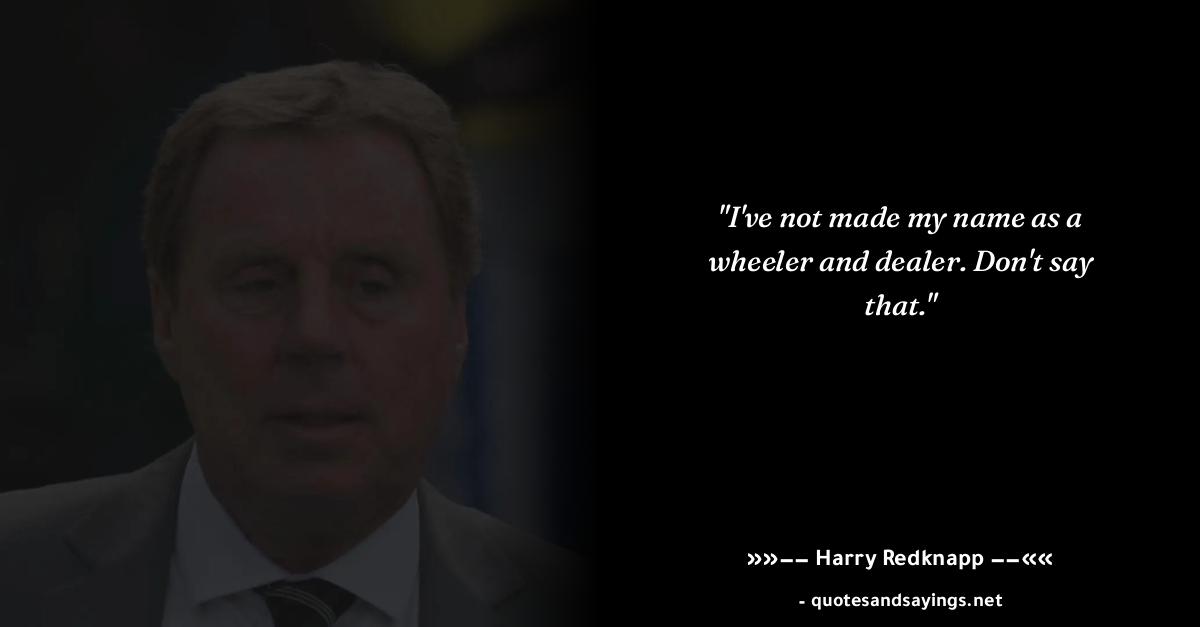 "I've not made my name as a
wheeler and dealer. Don't say
that."
»»−− Harry Redknapp −−««
- quotesandsayings.net